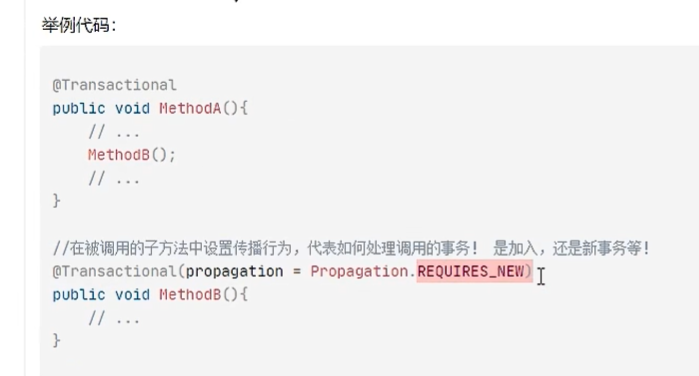 举例代码：
@Transactional
public void MethodA(){
// ...
MethodB();
// ...
}
//在被调用的子方法中设置传播行为，代表如何处理调用的事务！ 是加入，还是新事务等！
@Transactional(propagation = Propagation.REQUIRES_NEW)
public void MethodB(){
// ...
}